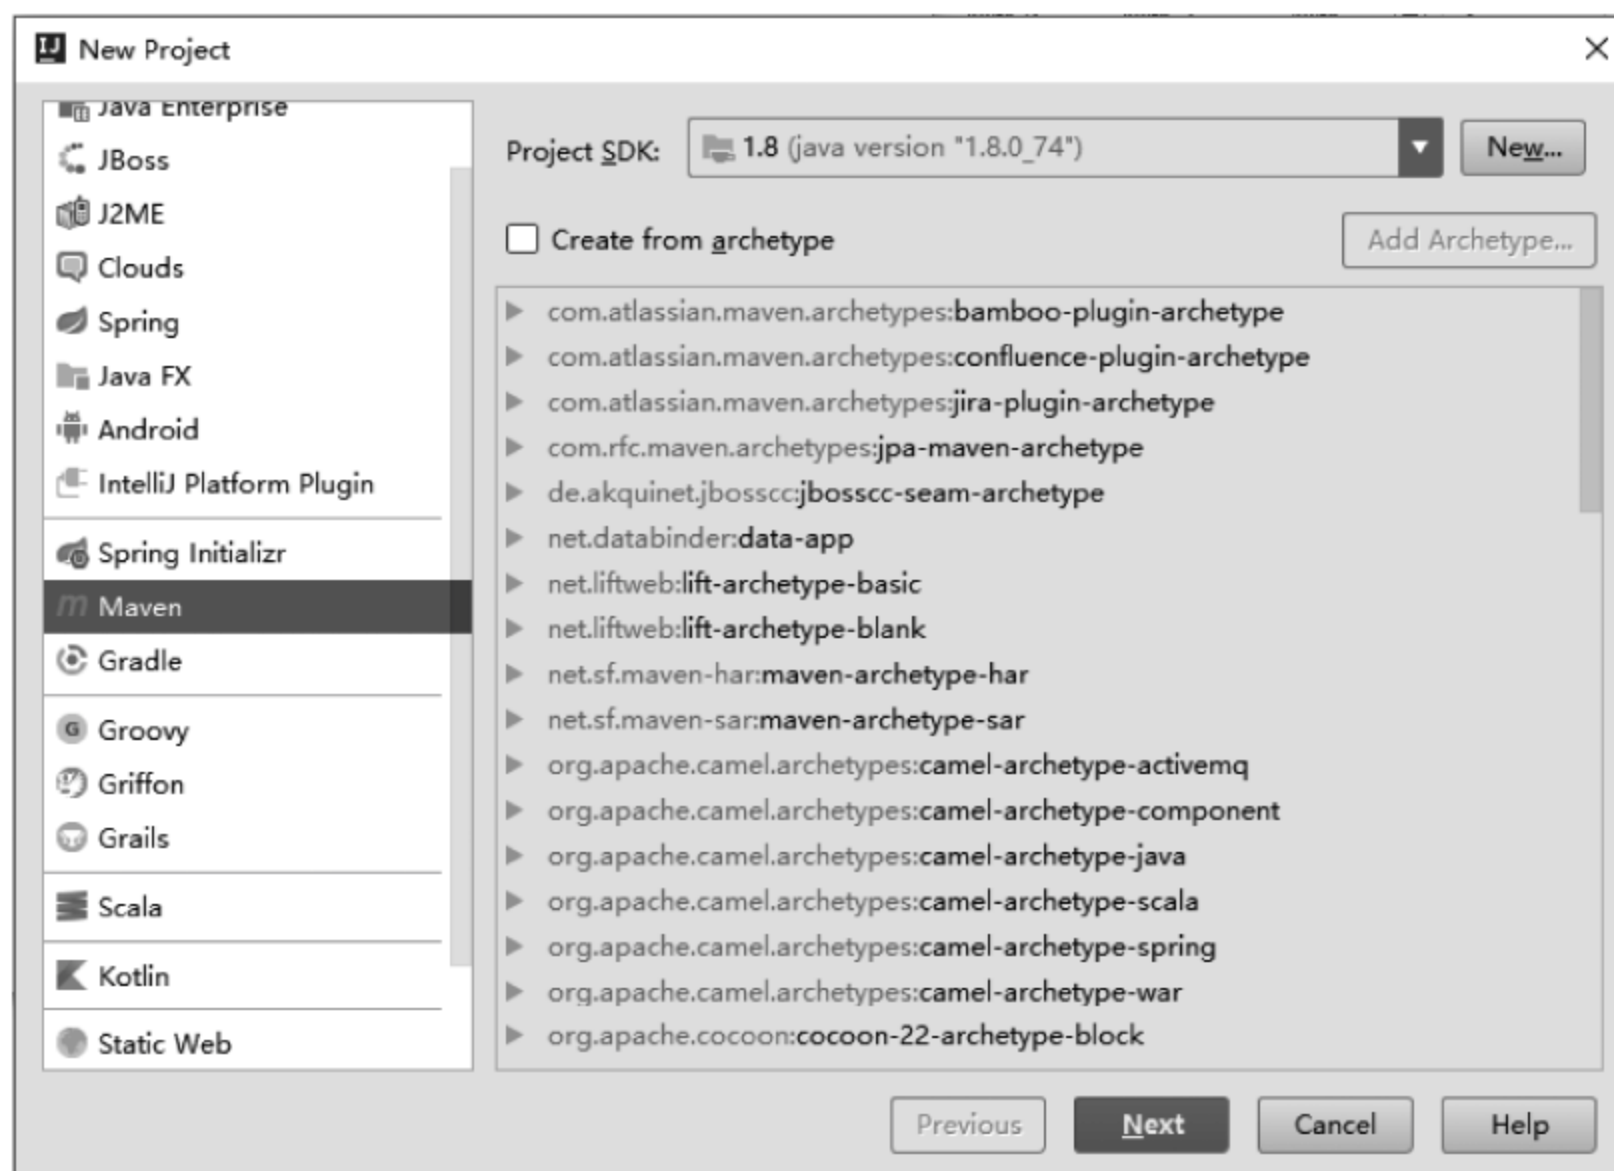 New Project
Java Enterprise
JBoss
J2ME
Clouds
Spring
Java FX
Android
IntelliJ Platform Plugin
Spring Initializr
Maven
Gradle
Groovy
Griffon
Grails
Scala
Kotlin
Static Web
Project SDK: 1.8 (java version "1.8.0_74") New...
Create from archetype Add Archetype...
com.atlassian.maven.archetypes:bamboo-plugin-archetype
com.atlassian.maven.archetypes:confluence-plugin-archetype
com.atlassian.maven.archetypes:jira-plugin-archetype
com.rfc.maven.archetypes:jpa-maven-archetype
de.akquinet.jbosscc:jbosscc-seam-archetype
net.databinder:data-app
net.liftweb:lift-archetype-basic
net.liftweb:lift-archetype-blank
net.sf.maven-har:maven-archetype-har
net.sf.maven-sar:maven-archetype-sar
org.apache.camel.archetypes:camel-archetype-activemq
org.apache.camel.archetypes:camel-archetype-component
org.apache.camel.archetypes:camel-archetype-java
org.apache.camel.archetypes:camel-archetype-scala
org.apache.camel.archetypes:camel-archetype-spring
org.apache.camel.archetypes:camel-archetype-war
org.apache.cocoon:cocoon-22-archetype-block
Previous Next Cancel Help